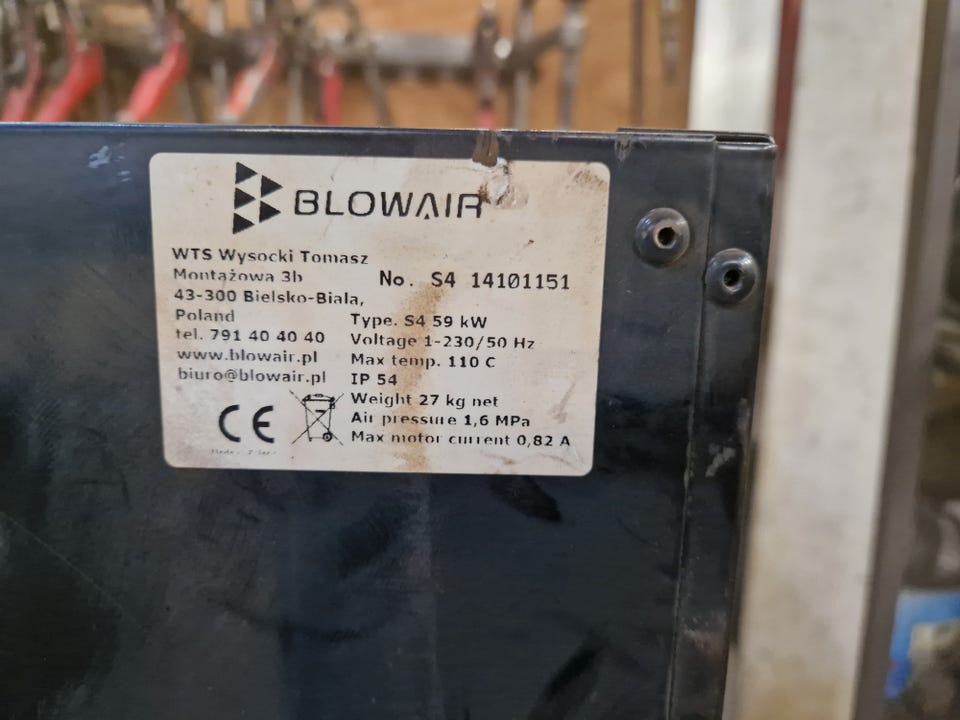 BLOWAIR
WTS Wysocki Tomasz
Montażowa 3b
43-300 Bielsko-Biala,
Poland
tel. 791 40 40 40
www.blowair.pl
biuro@blowair.pl
No. S4 14101151
Type. S4 59 kW
Voltage 1-230/50 Hz
Max temp. 110 C
IP 54
Weight 27 kg net
Air pressure 1,6 MPa
Max motor current 0,82 A
CE